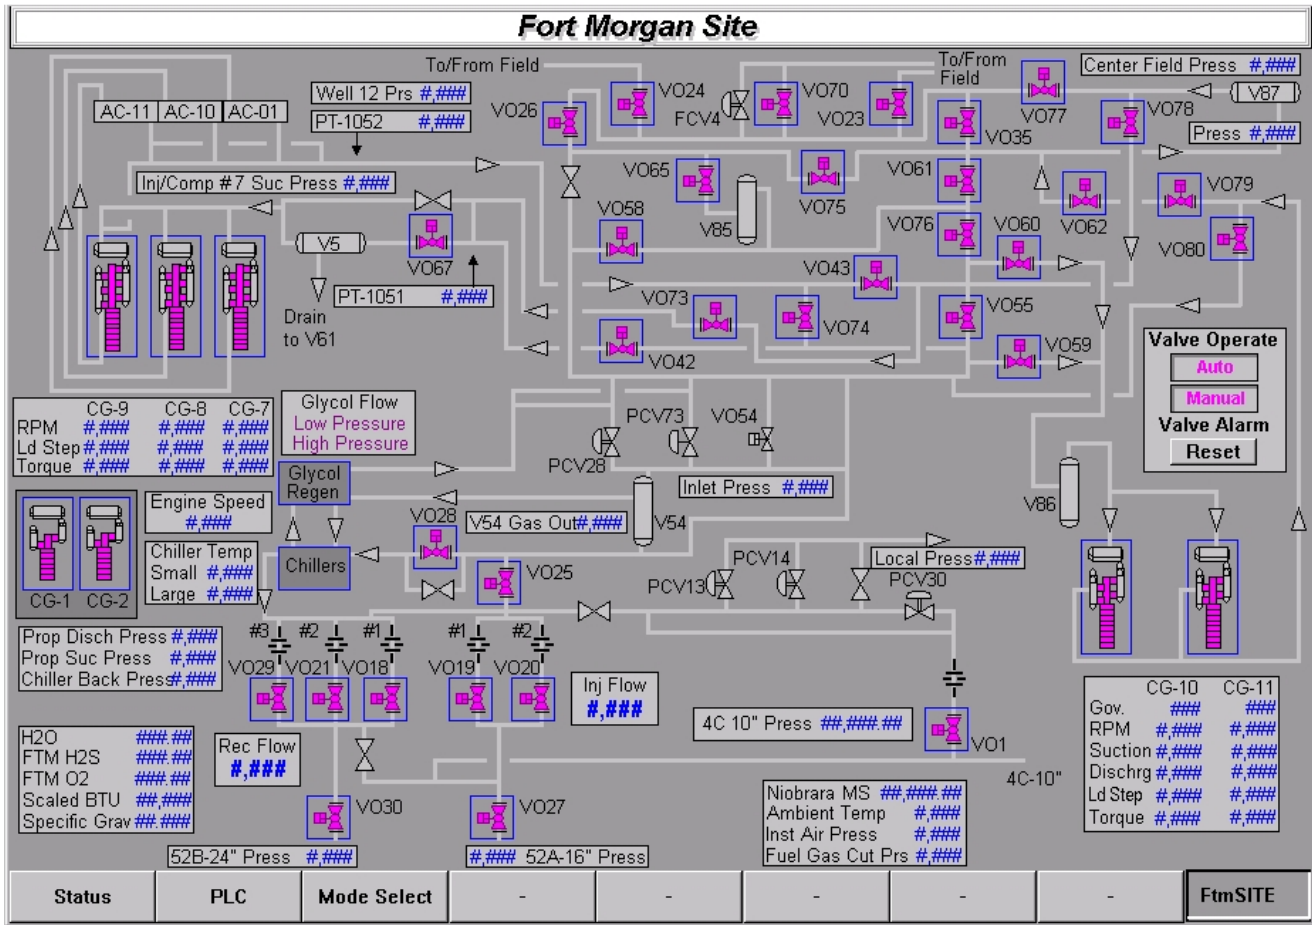 Fort Morgan Site
To/From Field
To/From
Field
Center Field Press #,###
Well 12 Prs #,###
PT-1052 #,###
AC-11 AC-10 AC-01
VO26
VO24
FCV4
VO70
VO23
VO35
VO77
VO78
V87
Press #,###
Inj/Comp #7 Suc Press #,###
VO65
VO75
VO61
VO62
VO79
V5
VO67
VO58
V85
VO76
VO60
VO80
PT-1051 #,###
Drain
to V61
VO43
VO73
VO74
VO55
VO42
VO59
Valve Operate
Auto
Manual
Valve Alarm
Reset
CG-9 CG-8 CG-7
RPM #,### #,### #,###
Ld Step #,### #,### #,###
Torque #,### #,### #,###
Glycol Flow
Low Pressure
High Pressure
Glycol
Regen
PCV28
PCV73
VO54
Inlet Press #,###
Engine Speed
#,###
VO28
V54 Gas Out #,###
V54
V86
CG-1 CG-2
Chiller Temp
Small #,###
Large #,###
Chillers
VO25
PCV13
PCV14
Local Press #,###
PCV30
Prop Disch Press #,###
Prop Suc Press #,###
Chiller Back Press #,###
#3 #2 #1 #1 #2
VO29 VO21 VO18 VO19 VO20
Inj Flow
#,###
4C 10" Press ##,###.##
VO1
4C-10"
CG-10 CG-11
Gov. ### ###
RPM #,### #,###
Suction #,### #,###
Dischrg #,### #,###
Ld Step #,### #,###
Torque #,### #,###
H2O ###.##
FTM H2S ###.##
FTM O2 ###.##
Scaled BTU ##,###
Specific Grav ##.###
Rec Flow
#,###
VO30
VO27
Niobrara MS ##,###.##
Ambient Temp #,###
Inst Air Press #,###
Fuel Gas Cut Prs #,###
52B-24" Press #,###
#,### 52A-16" Press
Status PLC Mode Select - - - - - FtmSITE